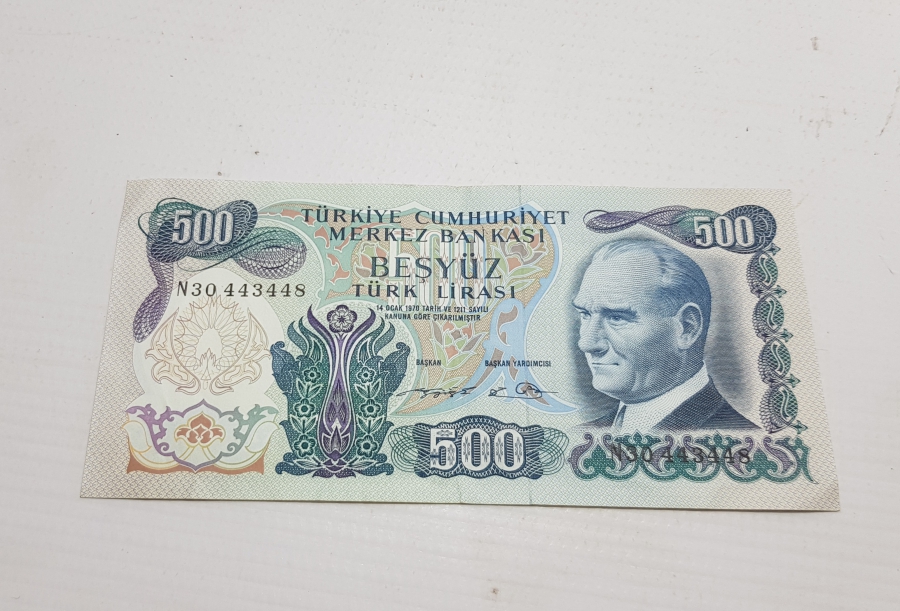 500
TÜRKİYE CUMHURİYET
MERKEZ BANKASI
500
BEŞYÜZ
TÜRK LİRASI
N30 443448
14 OCAK 1970 TARİH VE 1211 SAYILI
KANUNA GÖRE ÇIKARILMIŞTIR
BAŞKAN
BAŞKAN YARDIMCISI
500
N30 443448